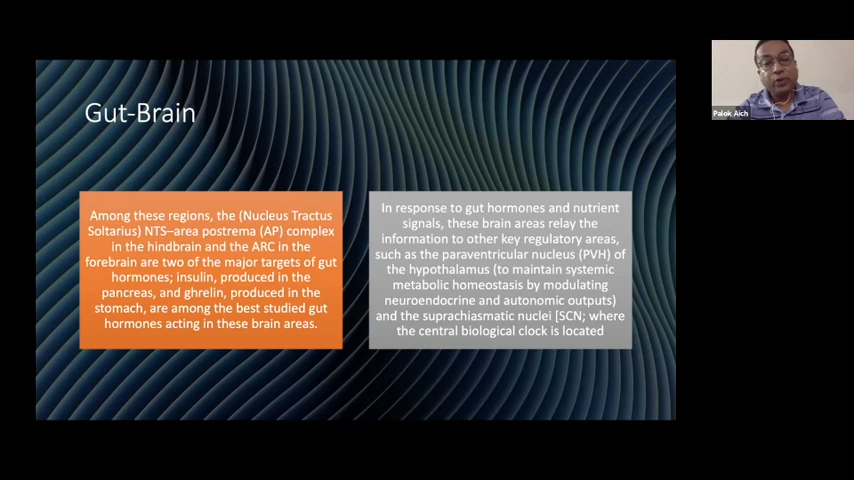 Gut-Brain
Among these regions, the (Nucleus Tractus
Soltarius) NTS–area postrema (AP) complex
in the hindbrain and the ARC in the
forebrain are two of the major targets of gut
hormones; insulin, produced in the
pancreas, and ghrelin, produced in the
stomach, are among the best studied gut
hormones acting in these brain areas.
In response to gut hormones and nutrient
signals, these brain areas relay the
information to other key regulatory areas,
such as the paraventricular nucleus (PVH) of
the hypothalamus (to maintain systemic
metabolic homeostasis by modulating
neuroendocrine and autonomic outputs)
and the suprachiasmatic nuclei [SCN; where
the central biological clock is located
Palok Aich